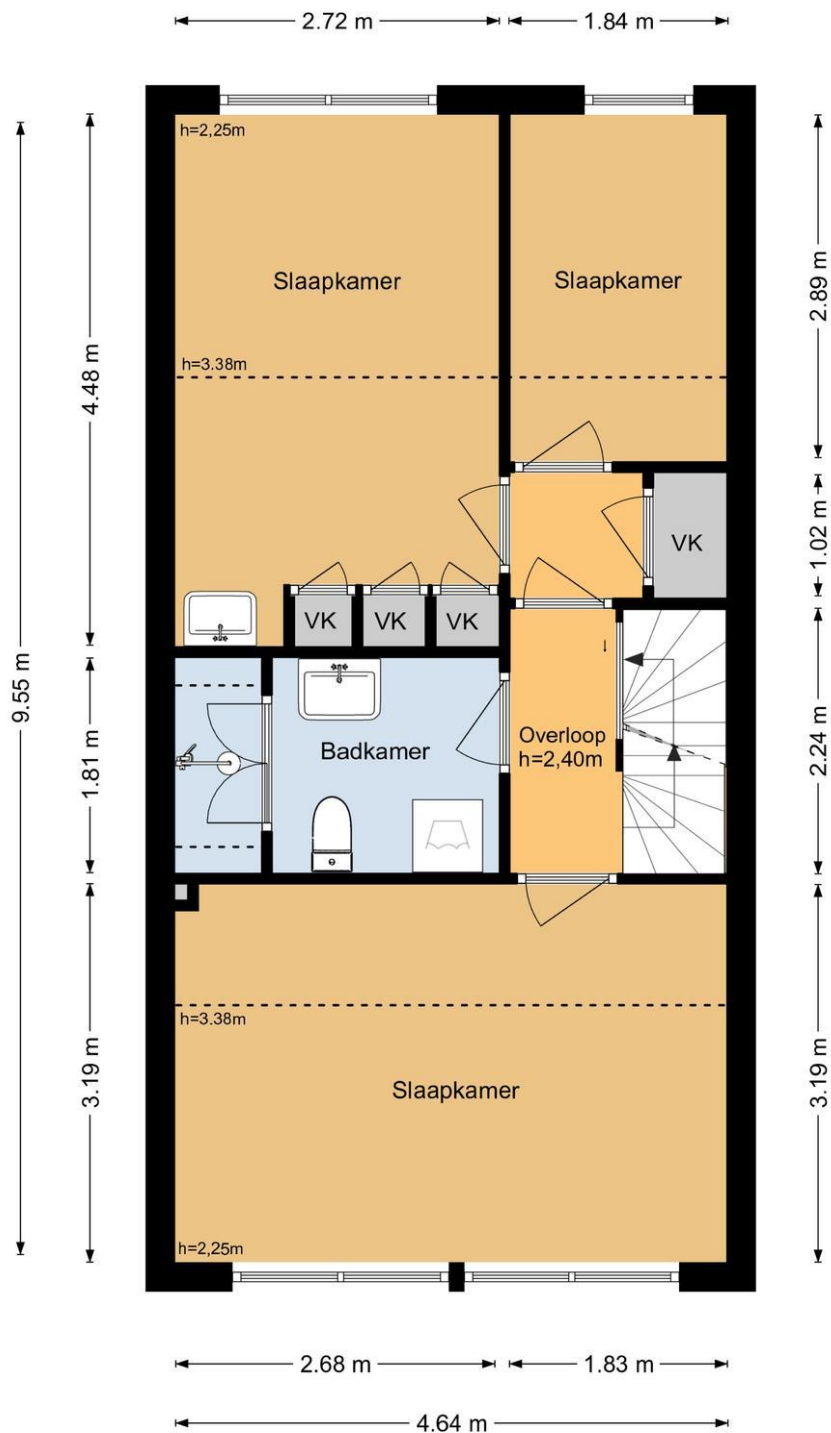 2.72 m
1.84 m
h=2,25m
Slaapkamer
Slaapkamer
2.89 m
h=3.38m
4.48 m
1.02 m
VK
VK
VK
VK
9.55 m
2.24 m
1.81 m
Badkamer
Overloop
h=2,40m
h=3.38m
3.19 m
3.19 m
Slaapkamer
h=2,25m
2.68 m
1.83 m
4.64 m